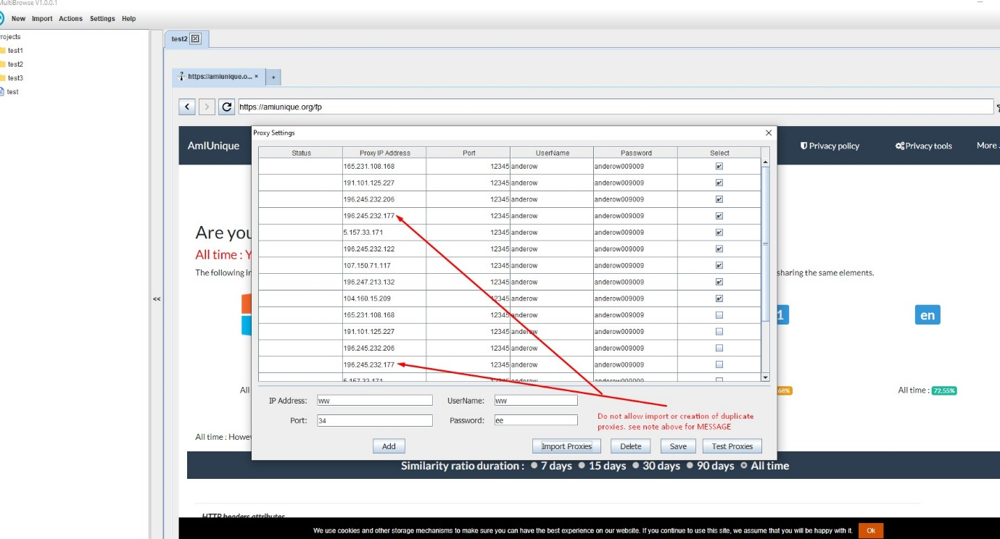 MultiBrowse V1.0.0.1
New Import Actions Settings Help
rojects
test1
test2
test3
test
test2
https://amiunique.o... × +
https://amiunique.org/fp
AmIUnique
Privacy policy
Privacy tools
More
Proxy Settings
Status Proxy IP Address Port UserName Password Select
165.231.108.168 12345 anderow anderow009009
191.101.125.227 12345 anderow anderow009009
196.245.232.206 12345 anderow anderow009009
196.245.232.177 12345 anderow anderow009009
5.157.33.171 12345 anderow anderow009009
196.245.232.122 12345 anderow anderow009009
107.150.71.117 12345 anderow anderow009009
196.247.213.132 12345 anderow anderow009009
104.160.15.209 12345 anderow anderow009009
165.231.108.168 12345 anderow anderow009009
191.101.125.227 12345 anderow anderow009009
196.245.232.206 12345 anderow anderow009009
196.245.232.177 12345 anderow anderow009009
5.157.33.171 12345 anderow anderow009009
Are you
All time : Y
The following in
sharing the same elements.
<<
1
en
All
68%
All time : 72.55%
IP Address: ww UserName: ww
Port: 34 Password: ee
Do not allow import or creation of duplicate
proxies. see note above for MESSAGE
All time : Howe
Add Import Proxies Delete Save Test Proxies
Similarity ratio duration : 7 days 15 days 30 days 90 days All time
HTTP headers attributes
We use cookies and other storage mechanisms to make sure you can have the best experience on our website. If you continue to use this site, we assume that you will be happy with it. Ok